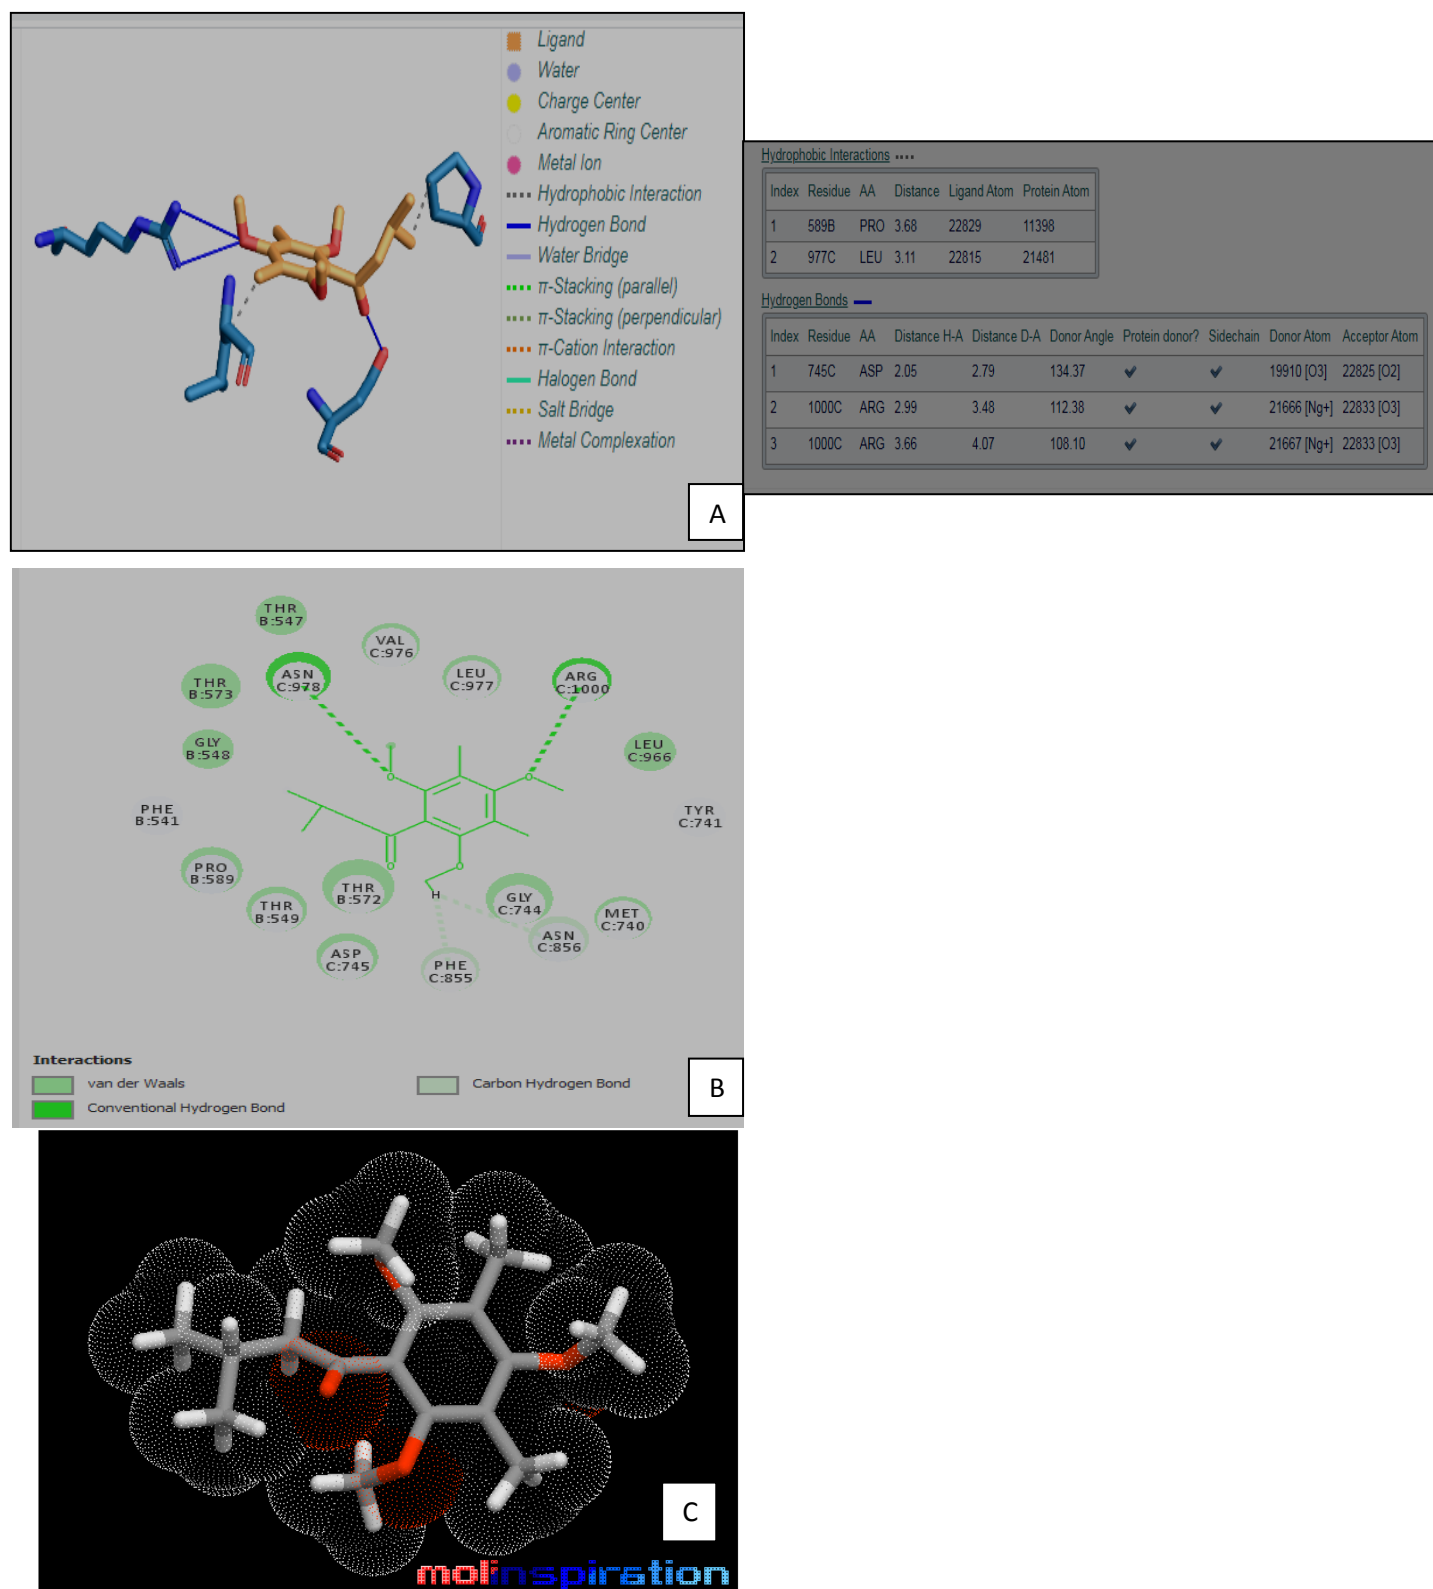 Ligand
Water
Charge Center
Aromatic Ring Center
Metal Ion
Hydrophobic Interaction
Hydrogen Bond
Water Bridge
π-Stacking (parallel)
π-Stacking (perpendicular)
π-Cation Interaction
Halogen Bond
Salt Bridge
Metal Complexation
A
Hydrophobic Interactions
Index Residue AA Distance Ligand Atom Protein Atom
1 589B PRO 3.68 22829 11398
2 977C LEU 3.11 22815 21481
Hydrogen Bonds
Index Residue AA Distance H-A Distance D-A Donor Angle Protein donor? Sidechain Donor Atom Acceptor Atom
1 745C ASP 2.05 2.79 134.37 ✔ ✔ 19910 [O3] 22825 [O2]
2 1000C ARG 2.99 3.48 112.38 ✔ ✔ 21666 [Ng+] 22833 [O3]
3 1000C ARG 3.66 4.07 108.10 ✔ ✔ 21667 [Ng+] 22833 [O3]
THR
B:547
VAL
C:976
ASN
C:978
LEU
C:977
ARG
C:1000
THR
B:573
GLY
B:548
LEU
C:966
O
O
PHE
B:541
TYR
C:741
PRO
B:589
O
O
THR
B:572
H
GLY
C:744
THR
B:549
MET
C:740
ASN
C:856
ASP
C:745
PHE
C:855
Interactions
van der Waals
Conventional Hydrogen Bond
Carbon Hydrogen Bond
B
C
molinspiration